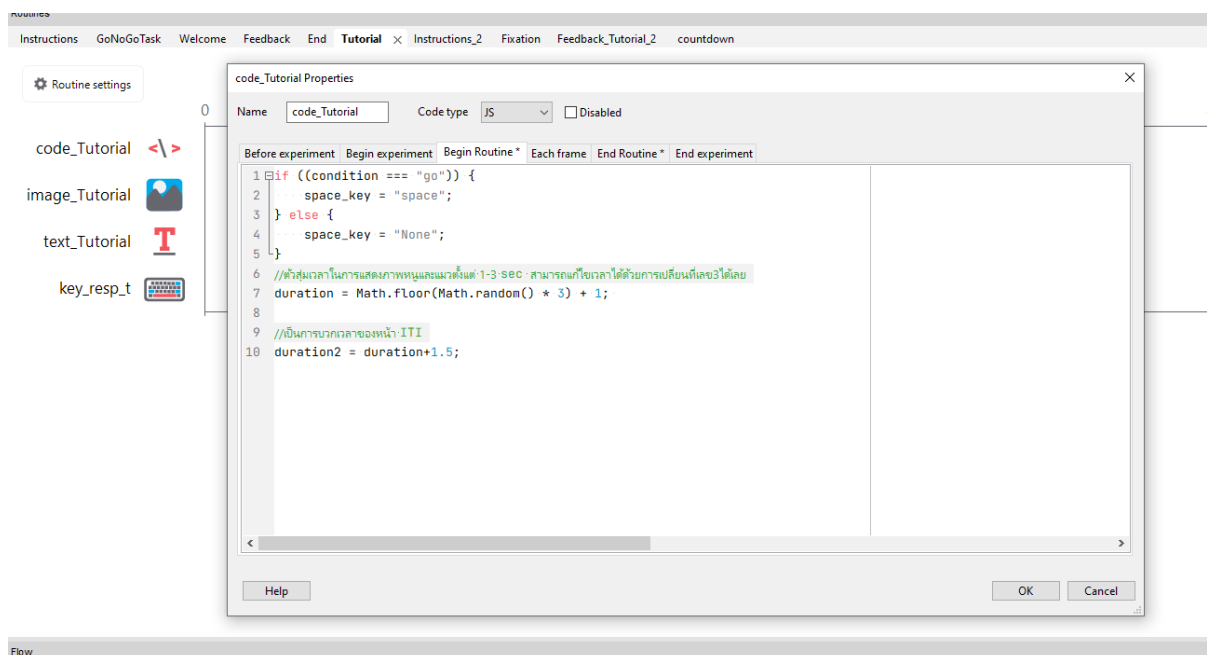 Routines
Instructions GoNoGoTask Welcome Feedback End Tutorial × Instructions_2 Fixation Feedback_Tutorial_2 countdown
Routine settings
code_Tutorial Properties
0
Name code_Tutorial Code type JS Disabled
code_Tutorial
Before experiment Begin experiment Begin Routine * Each frame End Routine * End experiment
image_Tutorial
text_Tutorial
key_resp_t
1 if ((condition === "go")) {
2 space_key = "space";
3 } else {
4 space_key = "None";
5 }
6 //ตัวสุ่มเวลาในการแสดงภาพหนูและแมวตั้งแต่ 1-3 sec สามารถแก้ไขเวลาได้ด้วยการเปลี่ยนที่เลข3ได้เลย
7 duration = Math.floor(Math.random() * 3) + 1;
8
9 //เป็นการบวกเวลาของหน้า ITI
10 duration2 = duration+1.5;
Help OK Cancel
Flow